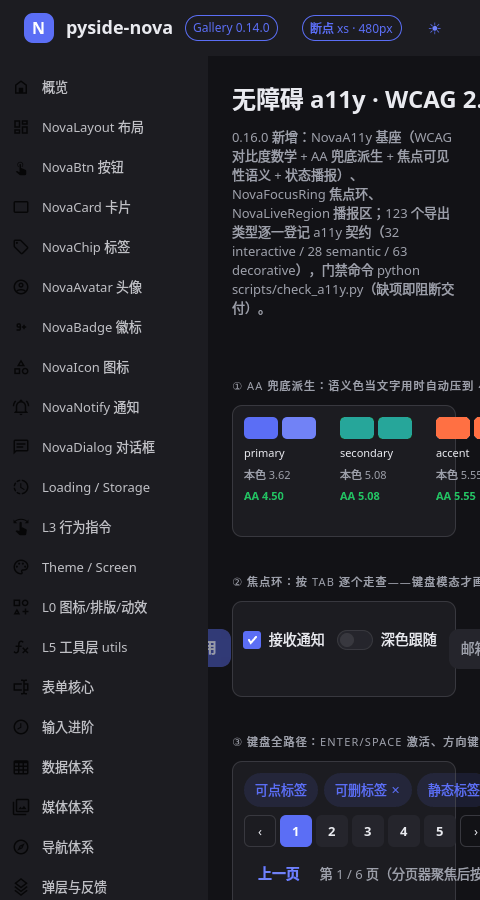 N pyside-nova Gallery 0.14.0 断点 xs · 480px
概览
NovaLayout 布局
NovaBtn 按钮
NovaCard 卡片
NovaChip 标签
NovaAvatar 头像
9+ NovaBadge 徽标
NovaIcon 图标
NovaNotify 通知
NovaDialog 对话框
Loading / Storage
L3 行为指令
Theme / Screen
L0 图标/排版/动效
L5 工具层 utils
表单核心
输入进阶
数据体系
媒体体系
导航体系
弹层与反馈
无障碍 a11y · WCAG 2.
0.16.0 新增：NovaA11y 基座（WCAG
对比度数学 + AA 兜底派生 + 焦点可见
性语义 + 状态播报）、
NovaFocusRing 焦点环、
NovaLiveRegion 播报区；123 个导出
类型逐一登记 a11y 契约（32
interactive / 28 semantic / 63
decorative），门禁命令 python
scripts/check_a11y.py（缺项即阻断交
付）。
① AA 兜底派生：语义色当文字用时自动压到
primary secondary accent
本色 3.62 本色 5.08 本色 5.55
AA 4.50 AA 5.08 AA 5.55
② 焦点环：按 TAB 逐个走查——键盘模态才画
用 接收通知 深色跟随 邮箱
③ 键盘全路径：ENTER/SPACE 激活、方向键
可点标签 可删标签 × 静态标签
‹ 1 2 3 4 5 ›
上一页 第 1 / 6 页（分页器聚焦后按